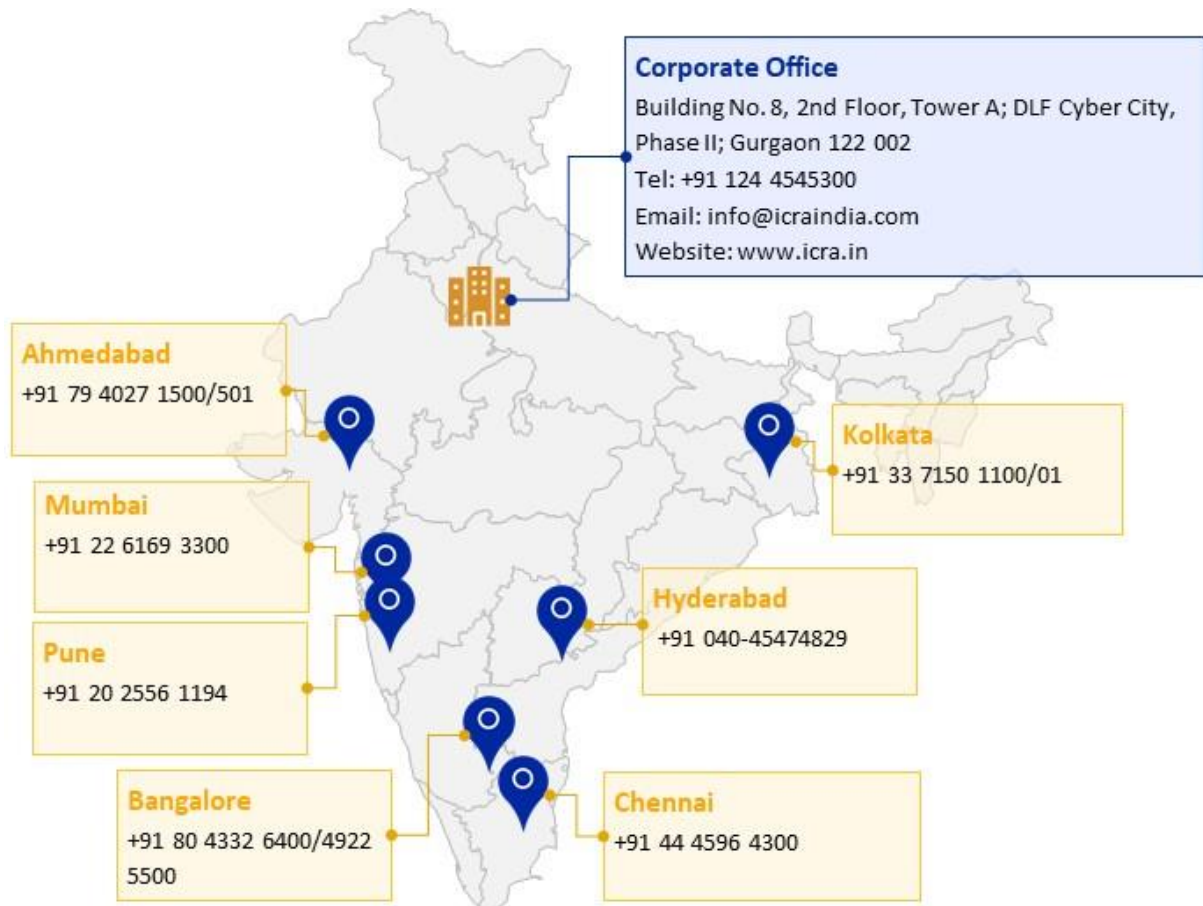 Corporate Office
Building No. 8, 2nd Floor, Tower A; DLF Cyber City,
Phase II; Gurgaon 122 002
Tel: +91 124 4545300
Email: info@icraindia.com
Website: www.icra.in
Ahmedabad
+91 79 4027 1500/501
Kolkata
+91 33 7150 1100/01
Mumbai
+91 22 6169 3300
Hyderabad
+91 040-45474829
Pune
+91 20 2556 1194
Bangalore
+91 80 4332 6400/4922
5500
Chennai
+91 44 4596 4300